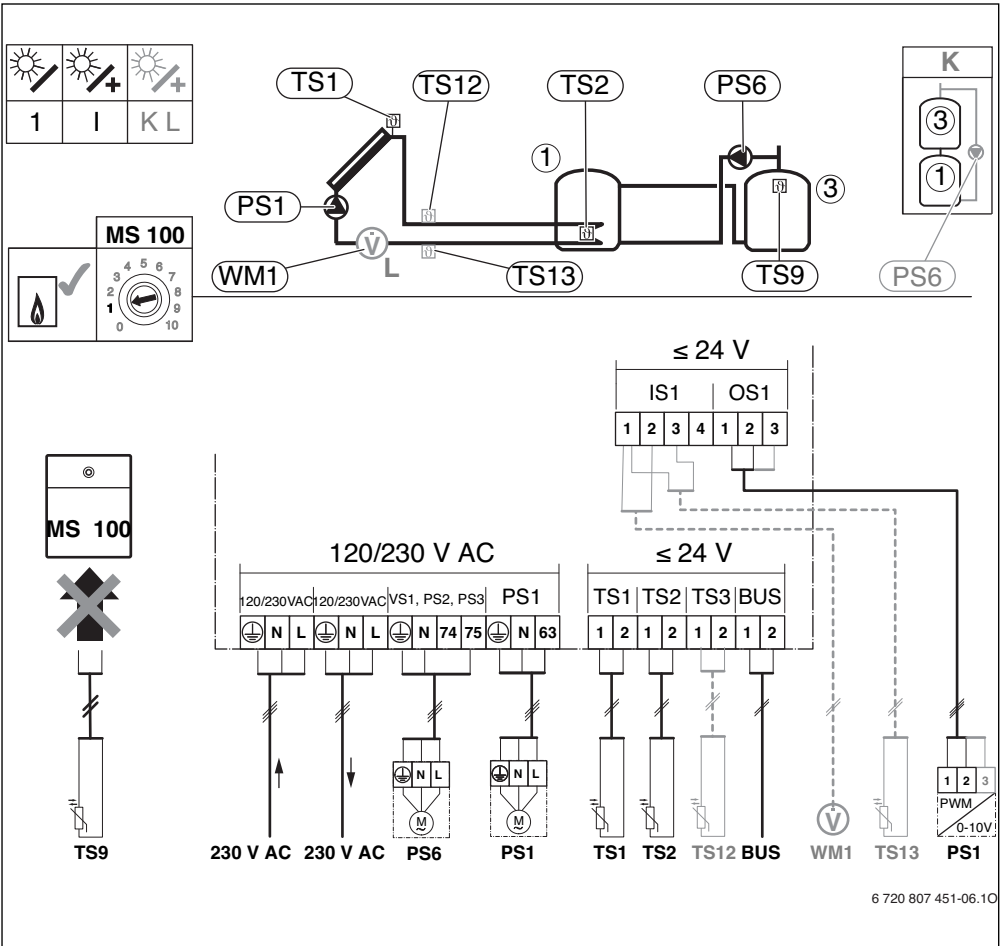 1 I K L
MS 100
0 1 2 3 4 5 6 7 8 9 10
TS1 TS12 TS2 PS6
1
3
PS1
WM1
V
L
TS13
TS9
K
3
1
PS6
≤ 24 V
IS1 OS1
1 2 3 4 1 2 3
MS 100
120/230 V AC ≤ 24 V
120/230VAC 120/230VAC VS1, PS2, PS3 PS1 TS1 TS2 TS3 BUS
N L N L N 74 75 N 63 1 2 1 2 1 2 1 2
N L N L
M ~ M ~
V
1 2 3
PWM
0-10V
TS9 230 V AC 230 V AC PS6 PS1 TS1 TS2 TS12 BUS WM1 TS13 PS1
6 720 807 451-06.1O